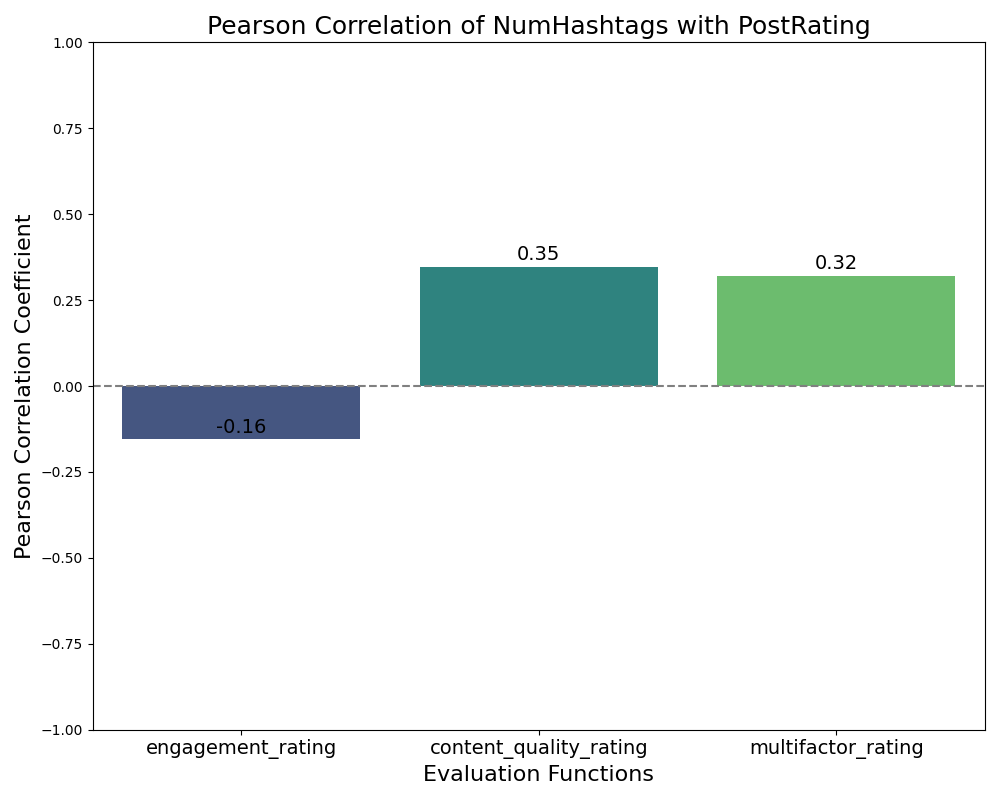 Pearson Correlation of NumHashtags with PostRating
1.00
0.75
0.50
0.25
0.00
−0.25
−0.50
−0.75
−1.00
Pearson Correlation Coefficient
-0.16
0.35
0.32
engagement_rating
content_quality_rating
multifactor_rating
Evaluation Functions